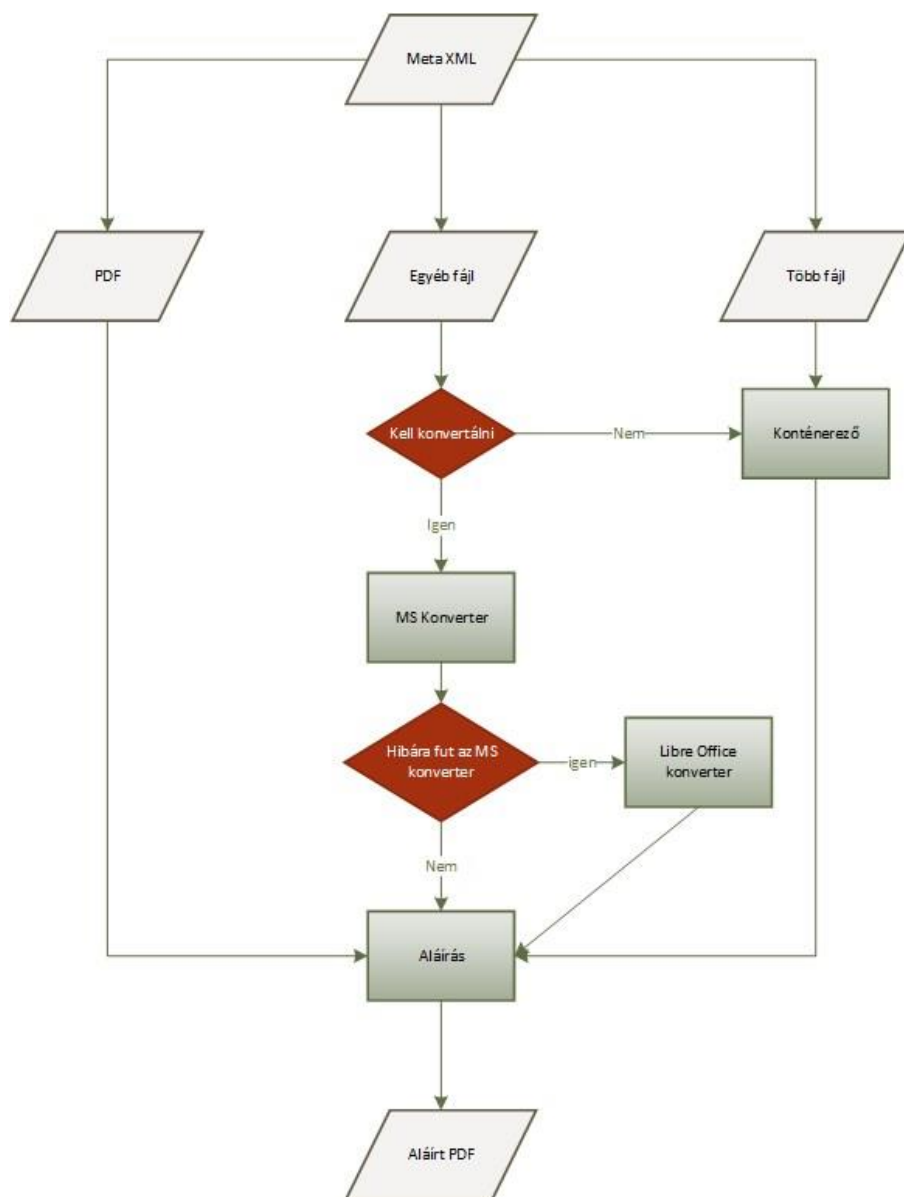 Meta XML
PDF
Egyéb fájl
Több fájl
Kell konvertálni
Nem
Konténerező
Igen
MS Konverter
Hibára fut az MS
konverter
igen
Libre Office
konverter
Nem
Aláírás
Aláírt PDF